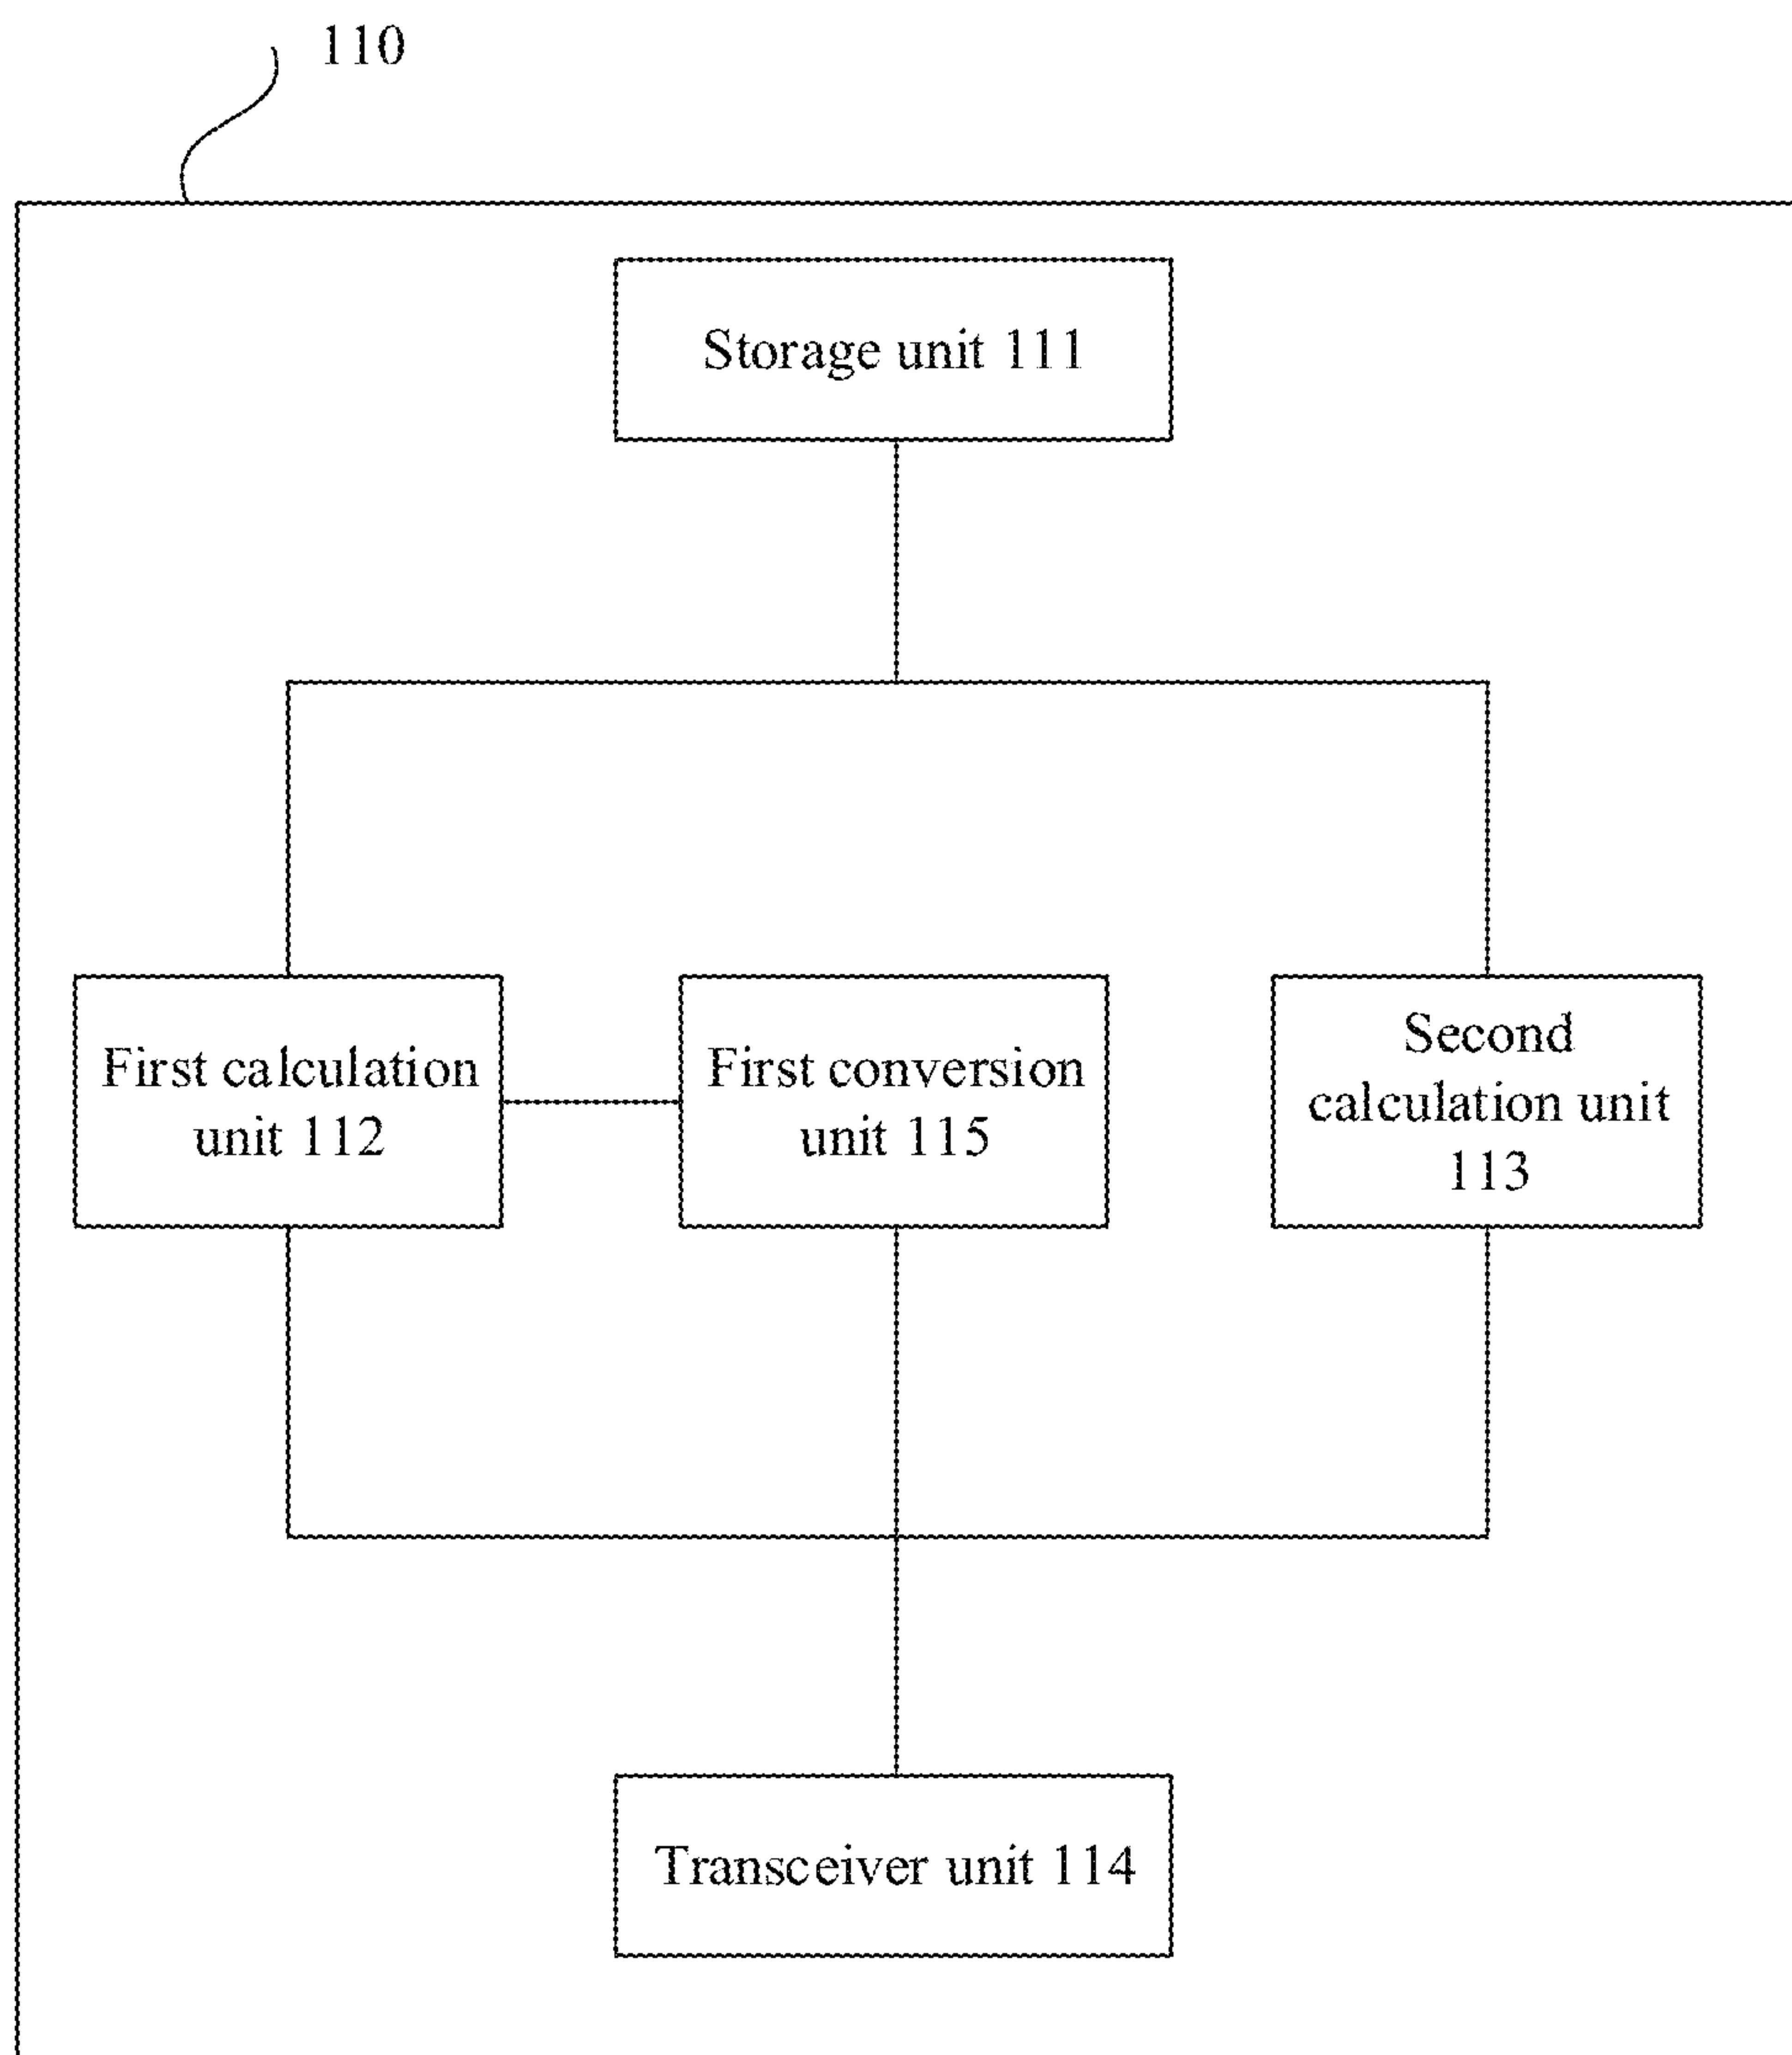 110
Storage unit 111
First calculation
unit 112
First conversion
unit 115
Second
calculation unit
113
Transceiver unit 114